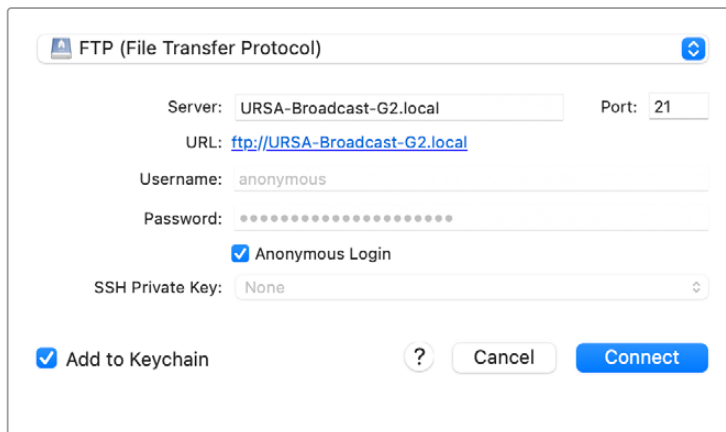 FTP (File Transfer Protocol)
Server: URSA-Broadcast-G2.local Port: 21
URL: ftp://URSA-Broadcast-G2.local
Username: anonymous
Password: •••••••••••••••••••••
Anonymous Login
SSH Private Key: None
Add to Keychain ? Cancel Connect